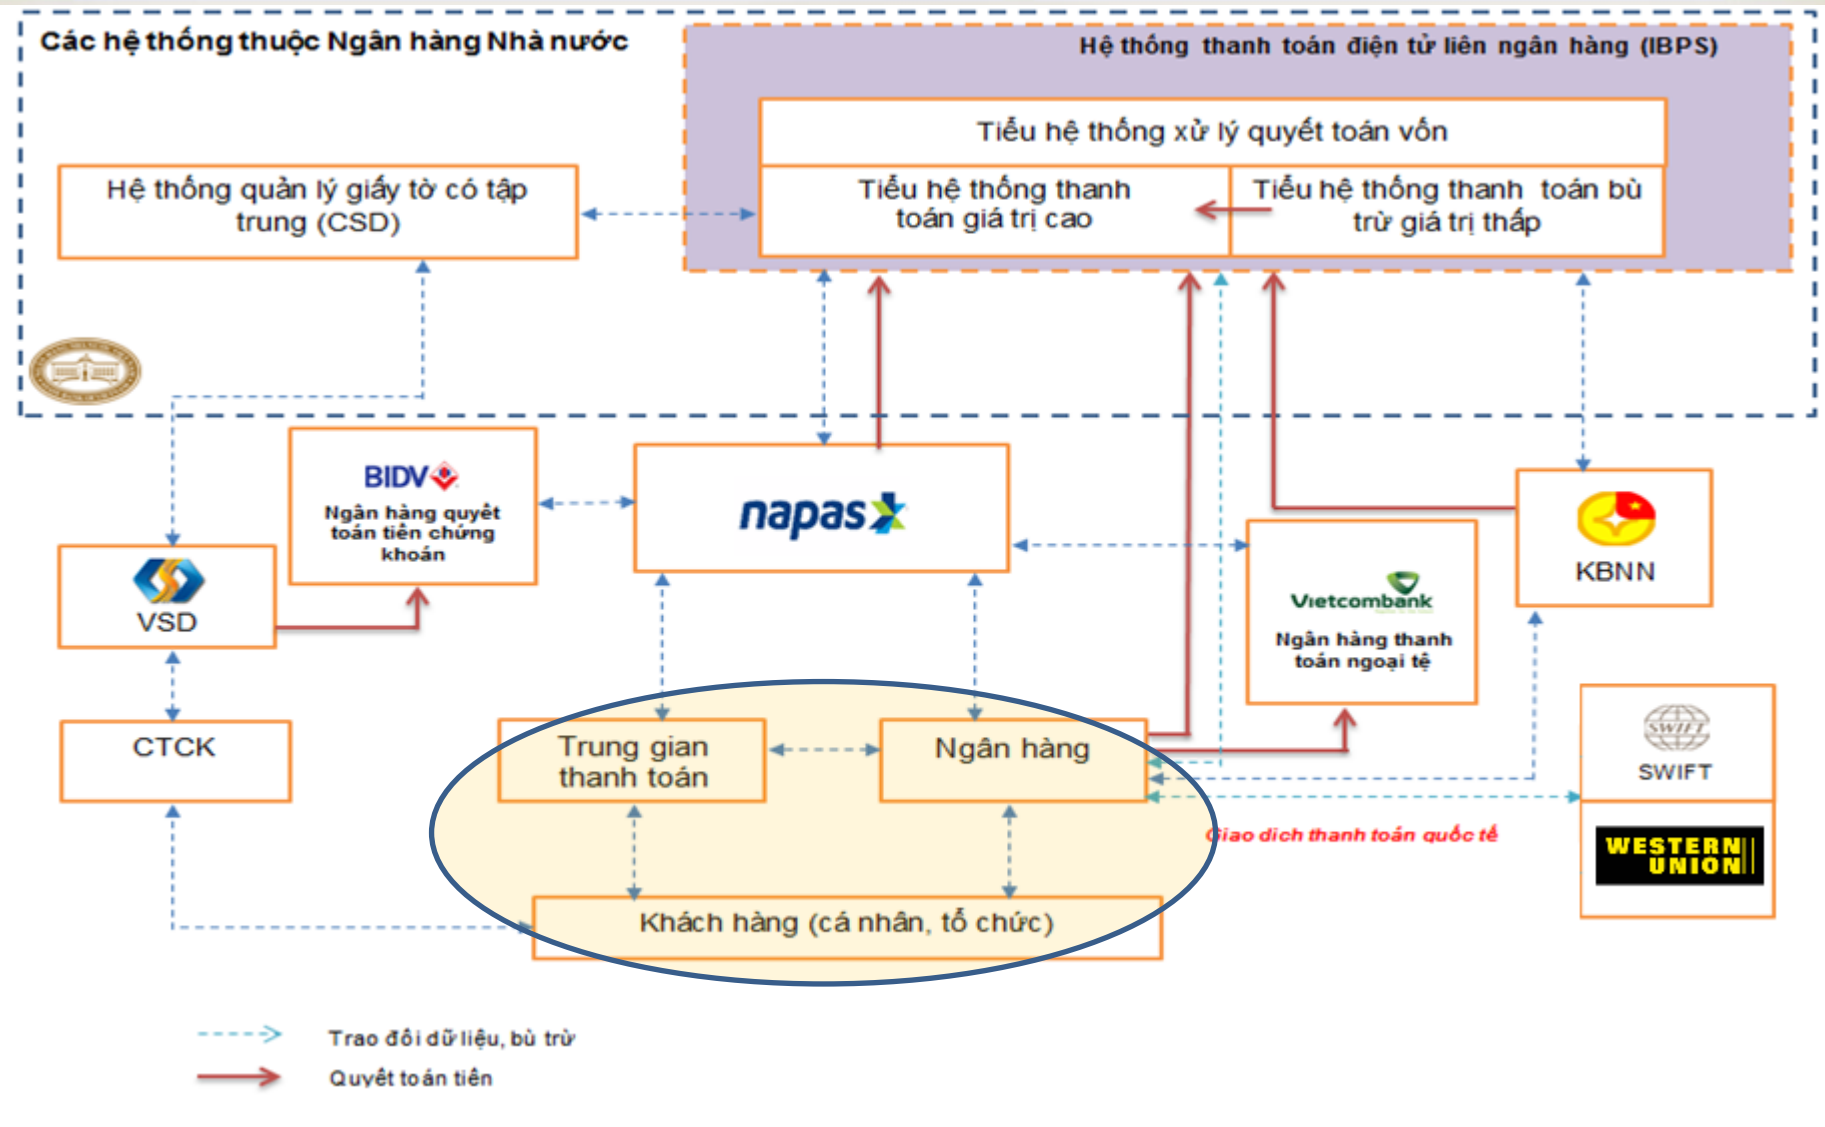 Các hệ thống thuộc Ngân hàng Nhà nước
Hệ thống thanh toán điện tử liên ngân hàng (IBPS)
Tiểu hệ thống xử lý quyết toán vốn
Hệ thống quản lý giấy tờ có tập
trung (CSD)
Tiểu hệ thống thanh
toán giá trị cao
Tiểu hệ thống thanh toán bù
trừ giá trị thấp
BIDV
Ngân hàng quyết
toán tiền chứng
khoán
napas
VSD
KBNN
Vietcombank
Ngân hàng thanh
toán ngoại tệ
CTCK
Trung gian
thanh toán
Ngân hàng
SWIFT
SWIFT
Giao dich thanh toán quốc tế
WESTERN
UNION
Khách hàng (cá nhân, tổ chức)
Trao đổi dữ liệu, bù trừ
Quyết toán tiền